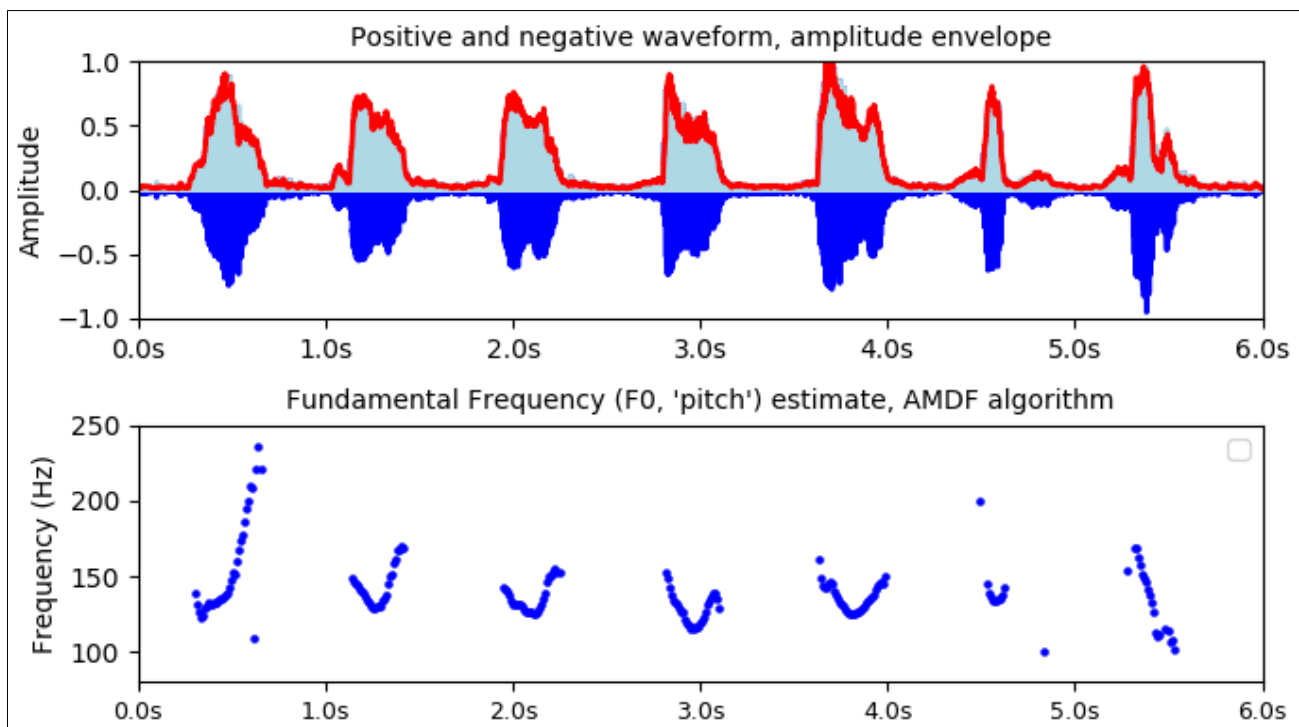 Positive and negative waveform, amplitude envelope
Amplitude
1.0
0.5
0.0
−0.5
−1.0
0.0s 1.0s 2.0s 3.0s 4.0s 5.0s 6.0s
Fundamental Frequency (F0, 'pitch') estimate, AMDF algorithm
Frequency (Hz)
250
200
150
100
0.0s 1.0s 2.0s 3.0s 4.0s 5.0s 6.0s